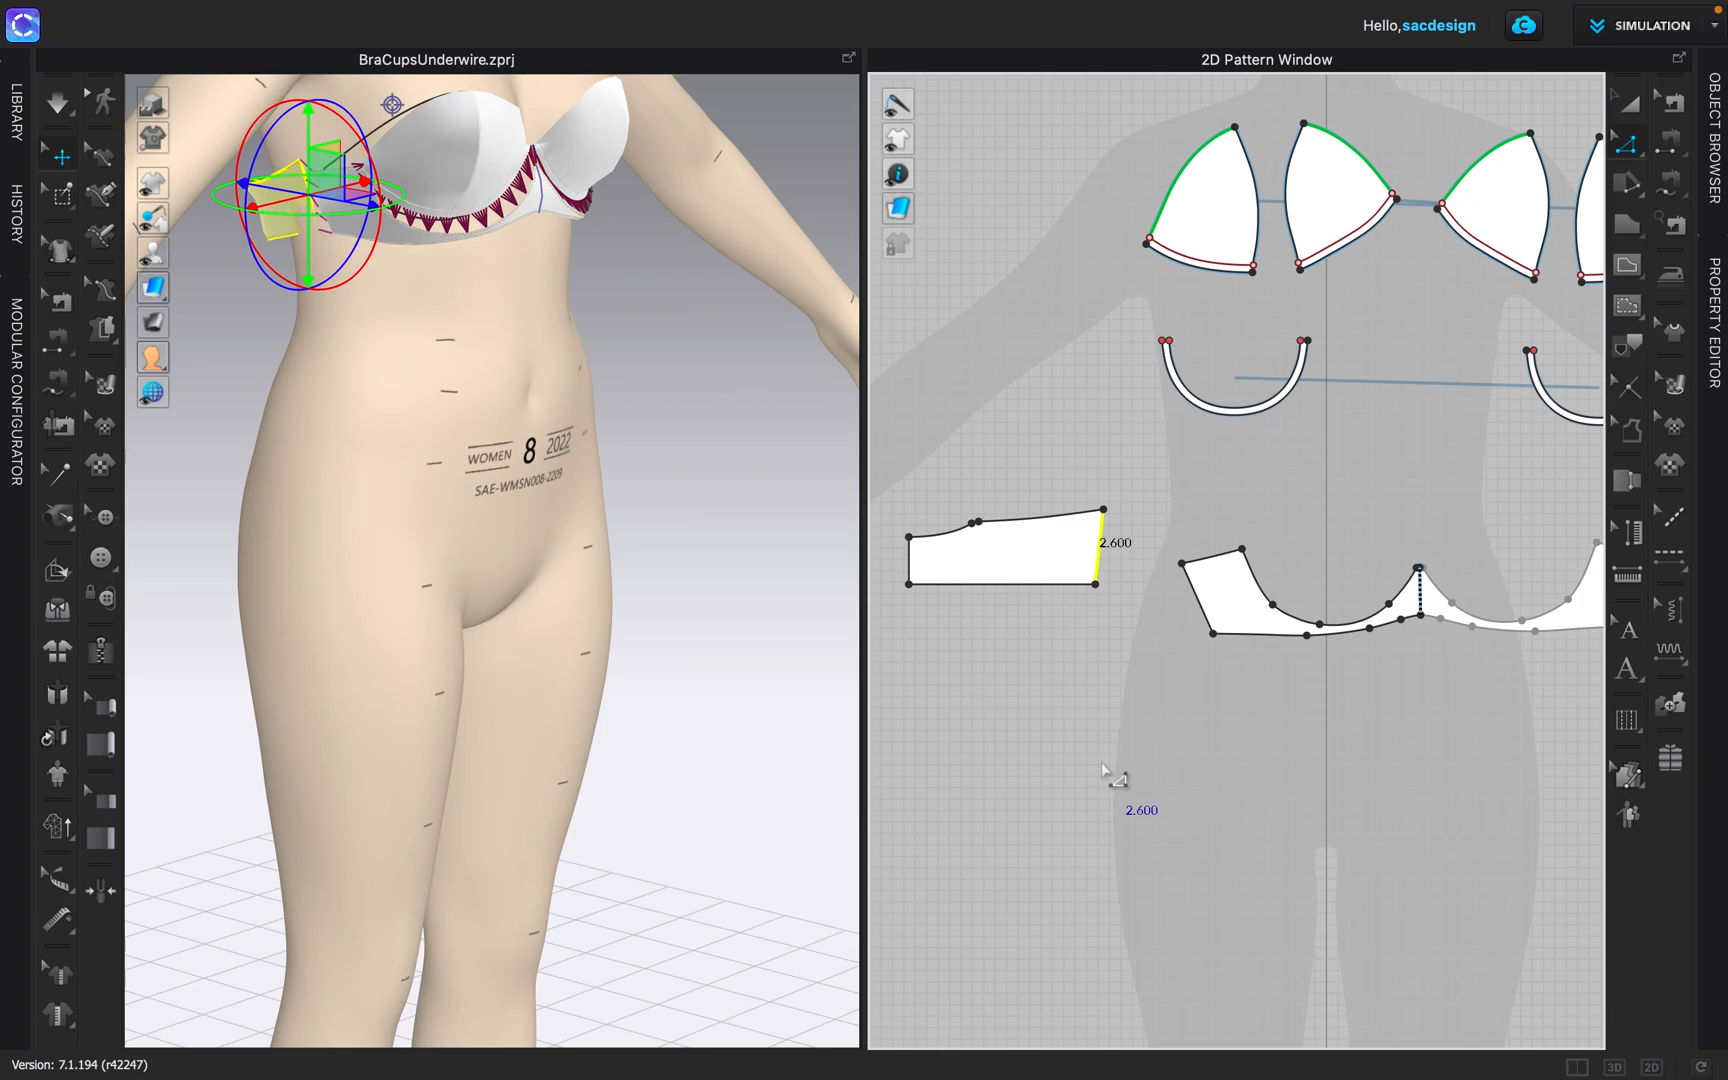 Hello,sacdesign
SIMULATION
BraCupsUnderwire.zprj
2D Pattern Window
LIBRARY
HISTORY
MODULAR CONFIGURATOR
OBJECT BROWSER
PROPERTY EDITOR
WOMEN 8 2022
SAE-WMSN008-2209
2.600
2.600
A
A
Version: 7.1.194 (r42247)
3D
2D